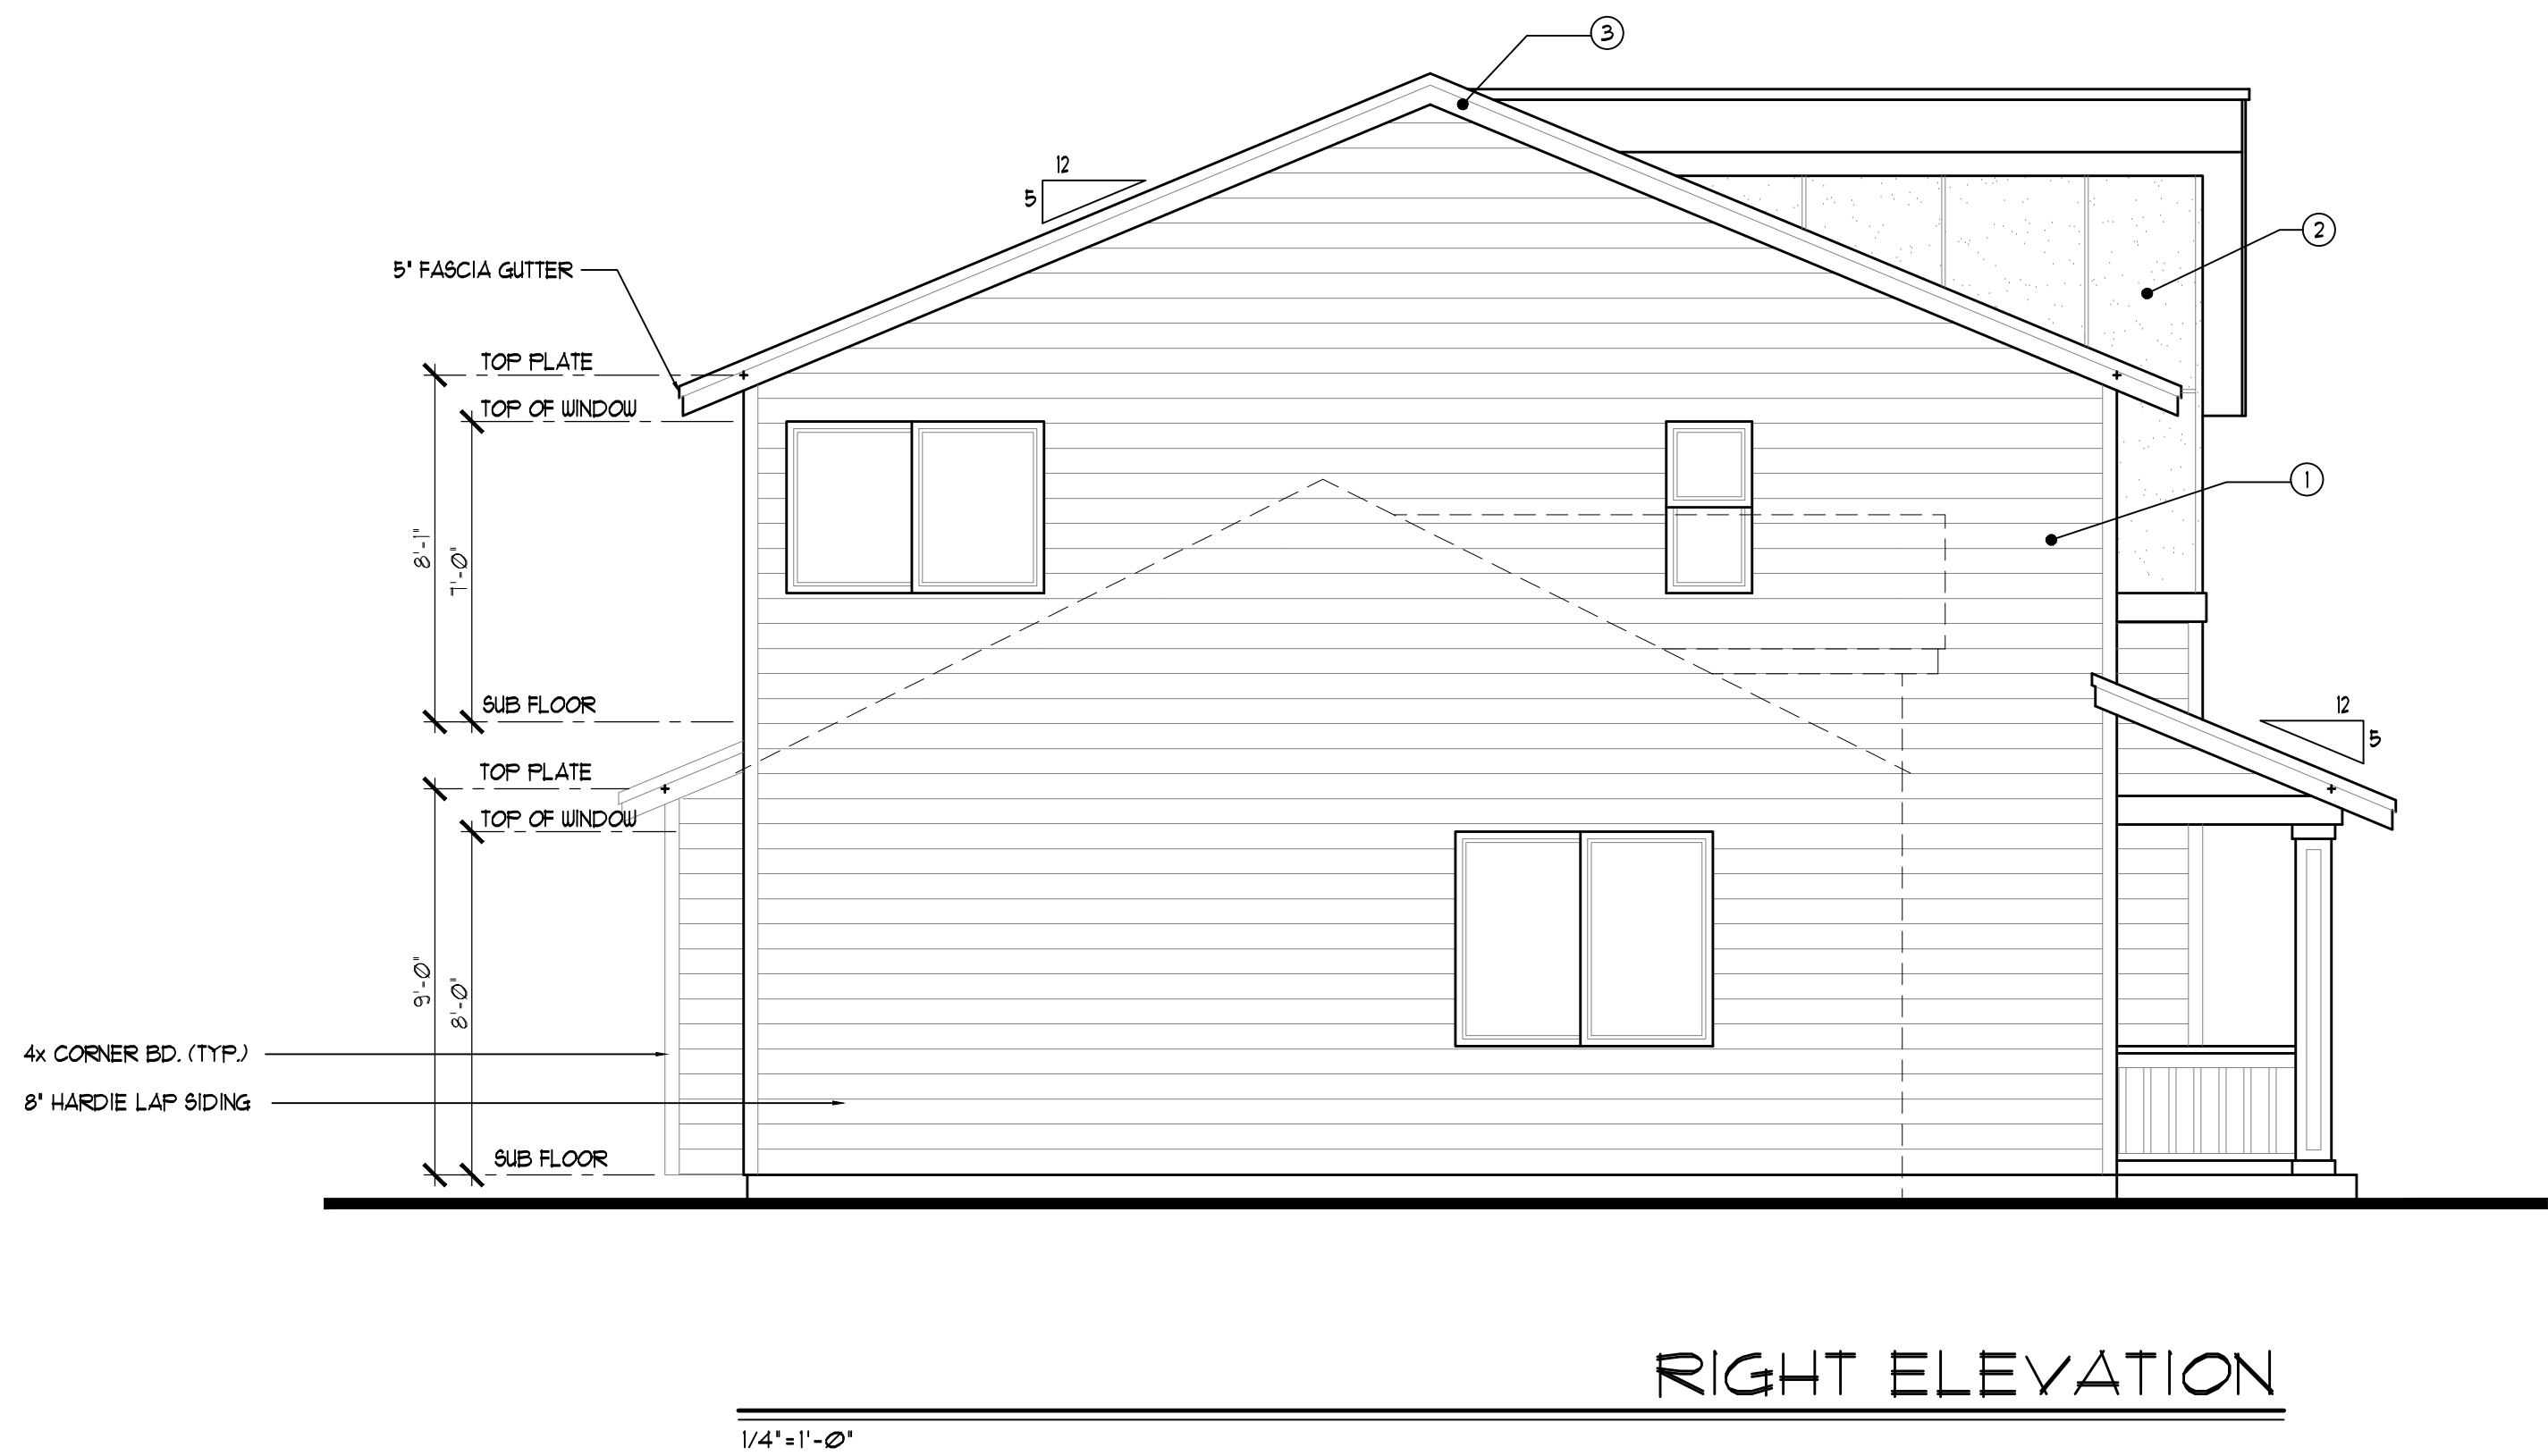 3
12
5
2
5" FASCIA GUTTER
TOP PLATE
TOP OF WINDOW
1
8'-1"
7'-0"
SUB FLOOR
12
5
TOP PLATE
TOP OF WINDOW
9'-0"
8'-0"
4x CORNER BD. (TYP.)
8" HARDIE LAP SIDING
SUB FLOOR
RIGHT ELEVATION
1/4"=1'-0"